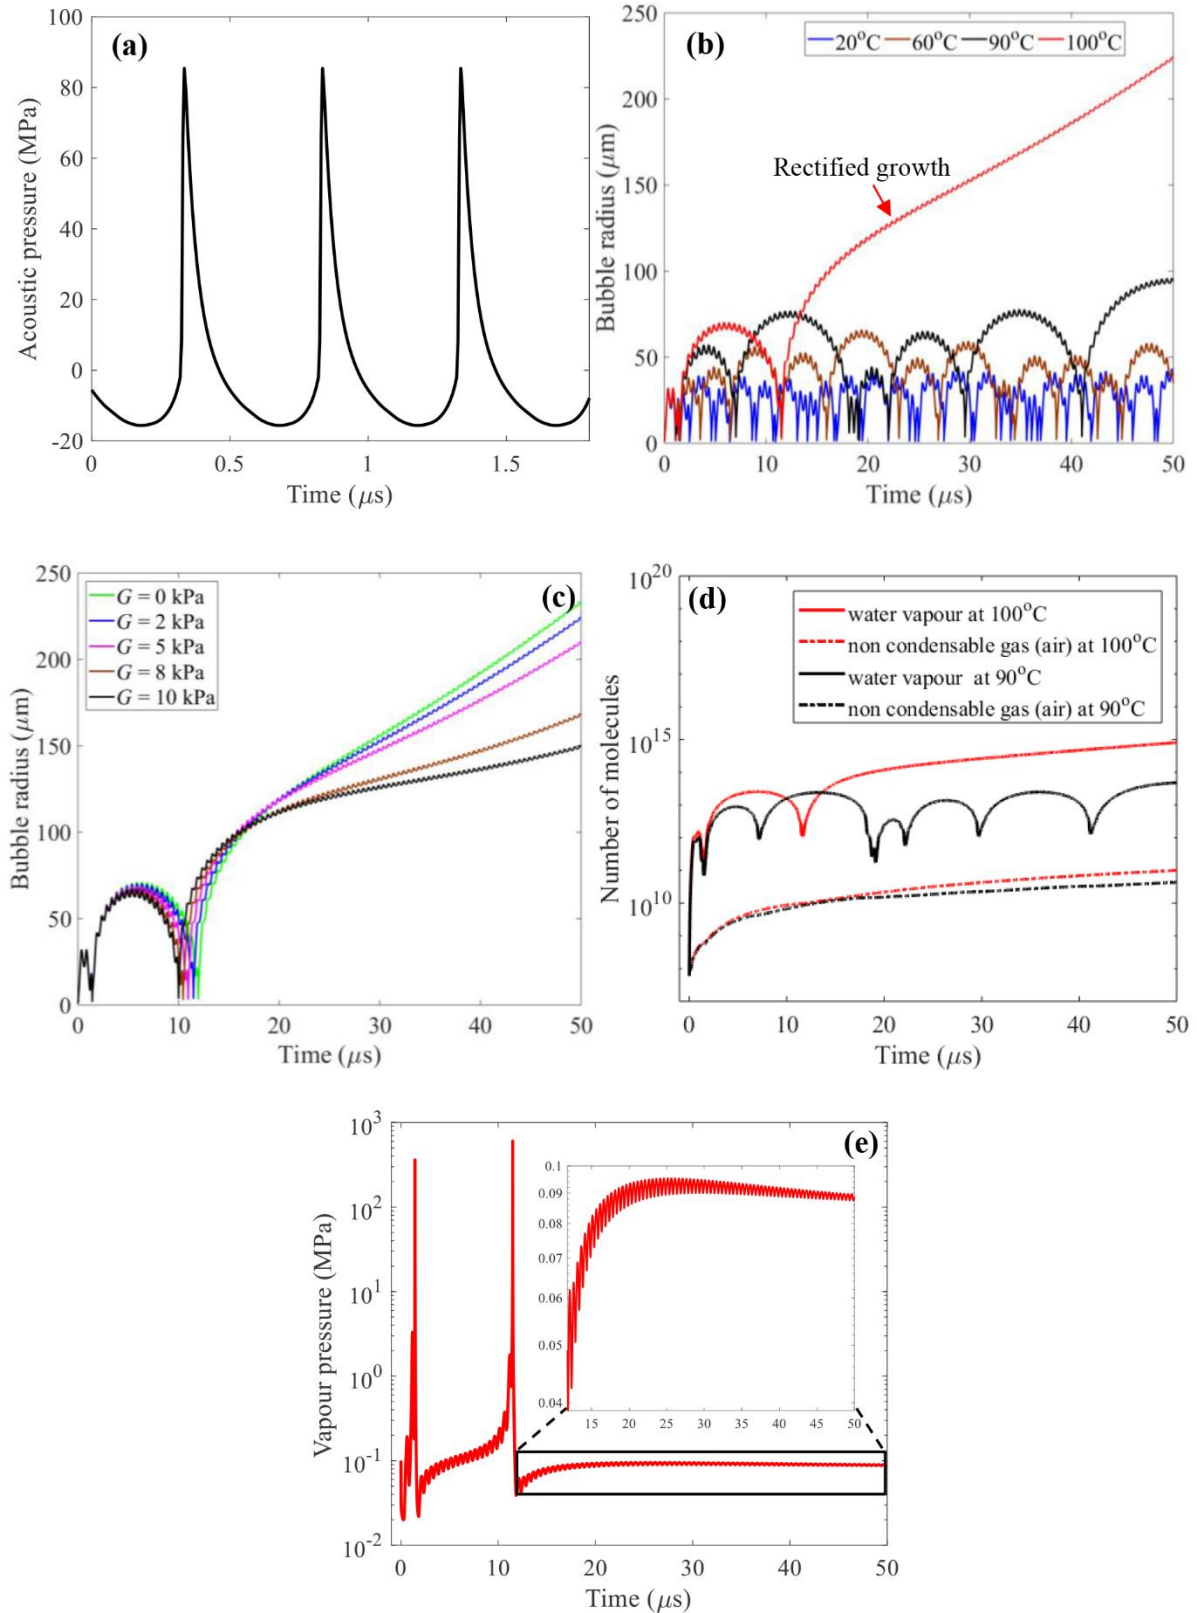 (a)
100
80
60
40
20
0
-20
Acoustic pressure (MPa)
0
0.5
1
1.5
Time (μs)
(b)
20°C 60°C 90°C 100°C
Rectified growth
250
200
150
100
50
0
Bubble radius (μm)
0
10
20
30
40
50
Time (μs)
(c)
G = 0 kPa
G = 2 kPa
G = 5 kPa
G = 8 kPa
G = 10 kPa
250
200
150
100
50
0
Bubble radius (μm)
0
10
20
30
40
50
Time (μs)
(d)
water vapour at 100°C
non condensable gas (air) at 100°C
water vapour at 90°C
non condensable gas (air) at 90°C
10^20
10^15
10^10
Number of molecules
0
10
20
30
40
50
Time (μs)
(e)
10^3
10^2
10^1
10^0
10^-1
10^-2
Vapour pressure (MPa)
0.1
0.09
0.08
0.07
0.06
0.05
0.04
15
20
25
30
35
40
45
50
0
10
20
30
40
50
Time (μs)